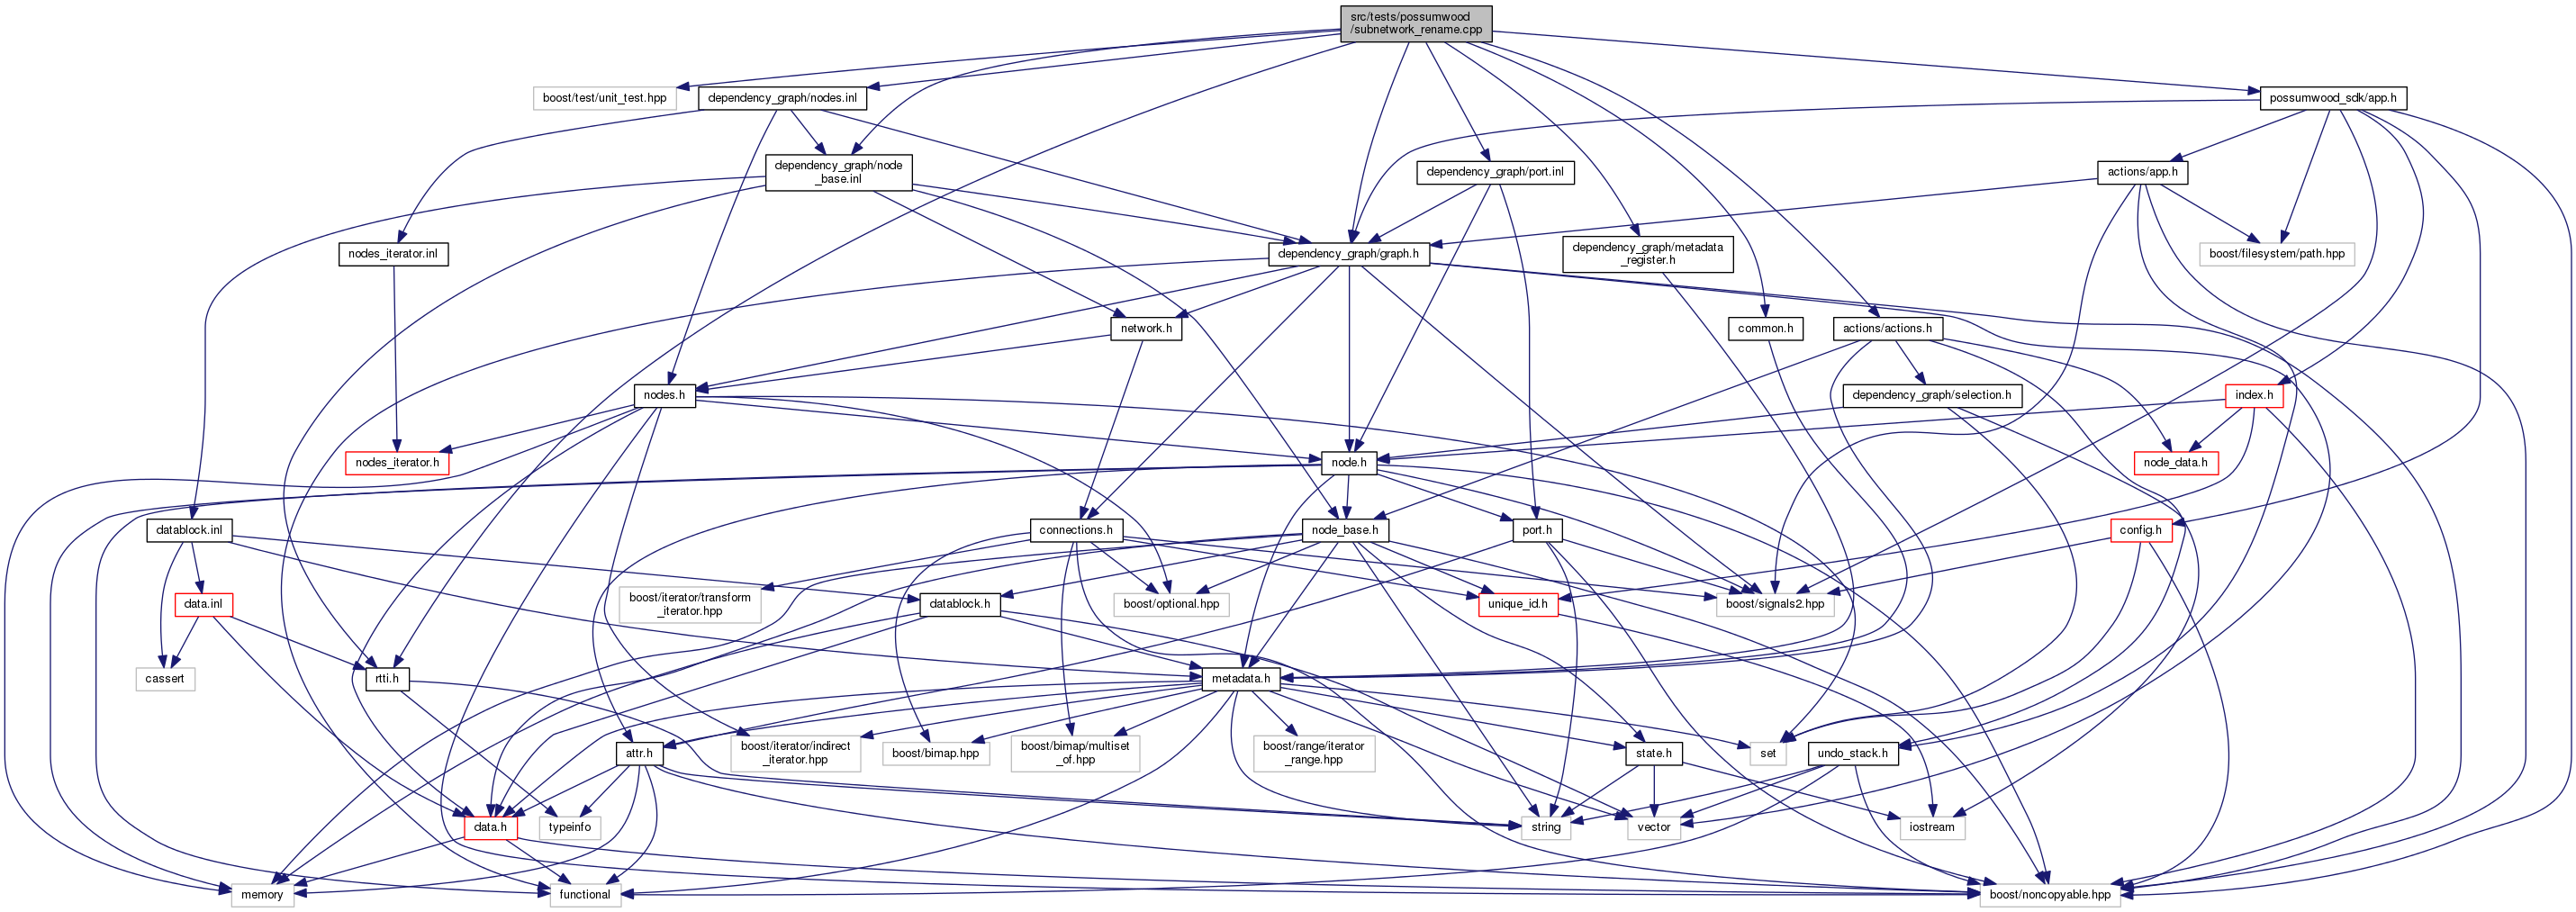 src/tests/possumwood
/subnetwork_rename.cpp
boost/test/unit_test.hpp
dependency_graph/nodes.inl
possumwood_sdk/app.h
dependency_graph/node
_base.inl
dependency_graph/port.inl
actions/app.h
nodes_iterator.inl
dependency_graph/graph.h
dependency_graph/metadata
_register.h
boost/filesystem/path.hpp
network.h
common.h
actions/actions.h
nodes.h
dependency_graph/selection.h
index.h
nodes_iterator.h
node.h
node_data.h
datablock.inl
connections.h
node_base.h
port.h
config.h
data.inl
boost/iterator/transform
_iterator.hpp
datablock.h
boost/optional.hpp
unique_id.h
boost/signals2.hpp
cassert
rtti.h
metadata.h
attr.h
boost/iterator/indirect
_iterator.hpp
boost/bimap.hpp
boost/bimap/multiset
_of.hpp
boost/range/iterator
_range.hpp
state.h
set
undo_stack.h
data.h
typeinfo
string
vector
iostream
memory
functional
boost/noncopyable.hpp